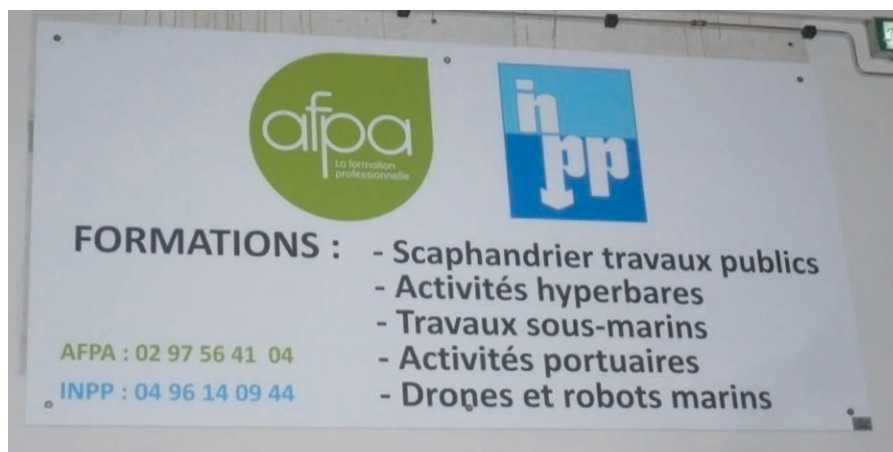 afpa
La formation
professionnelle
in
pp
FORMATIONS :
- Scaphandrier travaux publics
- Activités hyperbares
- Travaux sous-marins
- Activités portuaires
- Drones et robots marins
AFPA : 02 97 56 41 04
INPP : 04 96 14 09 44